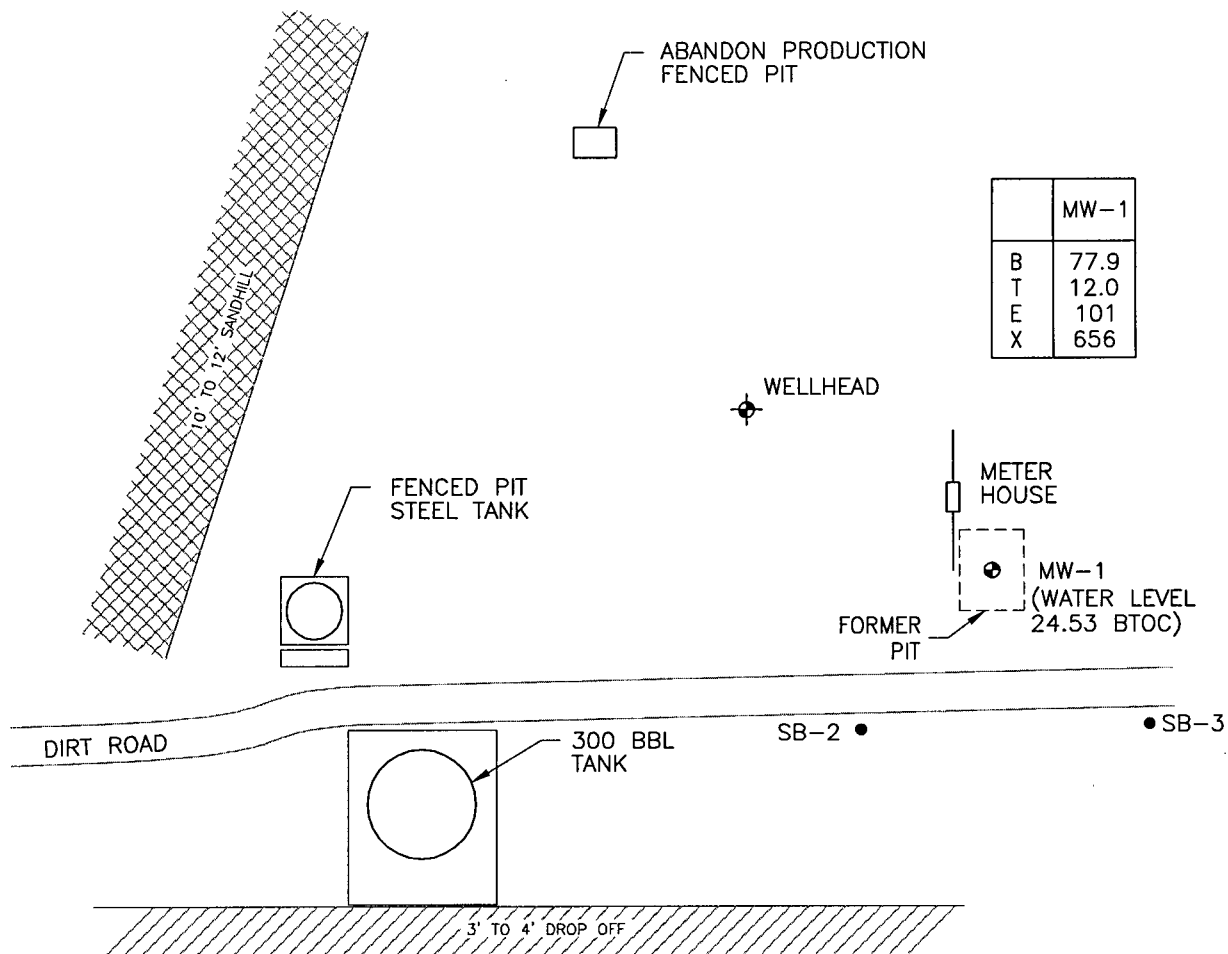 ABANDON PRODUCTION
FENCED PIT
MW-1
B 77.9
T 12.0
E 101
X 656
10' TO 12' SANDHILL
WELLHEAD
FENCED PIT
STEEL TANK
METER
HOUSE
MW-1
(WATER LEVEL
24.53 BTOC)
FORMER
PIT
DIRT ROAD
300 BBL
TANK
SB-2
SB-3
3' TO 4' DROP OFF